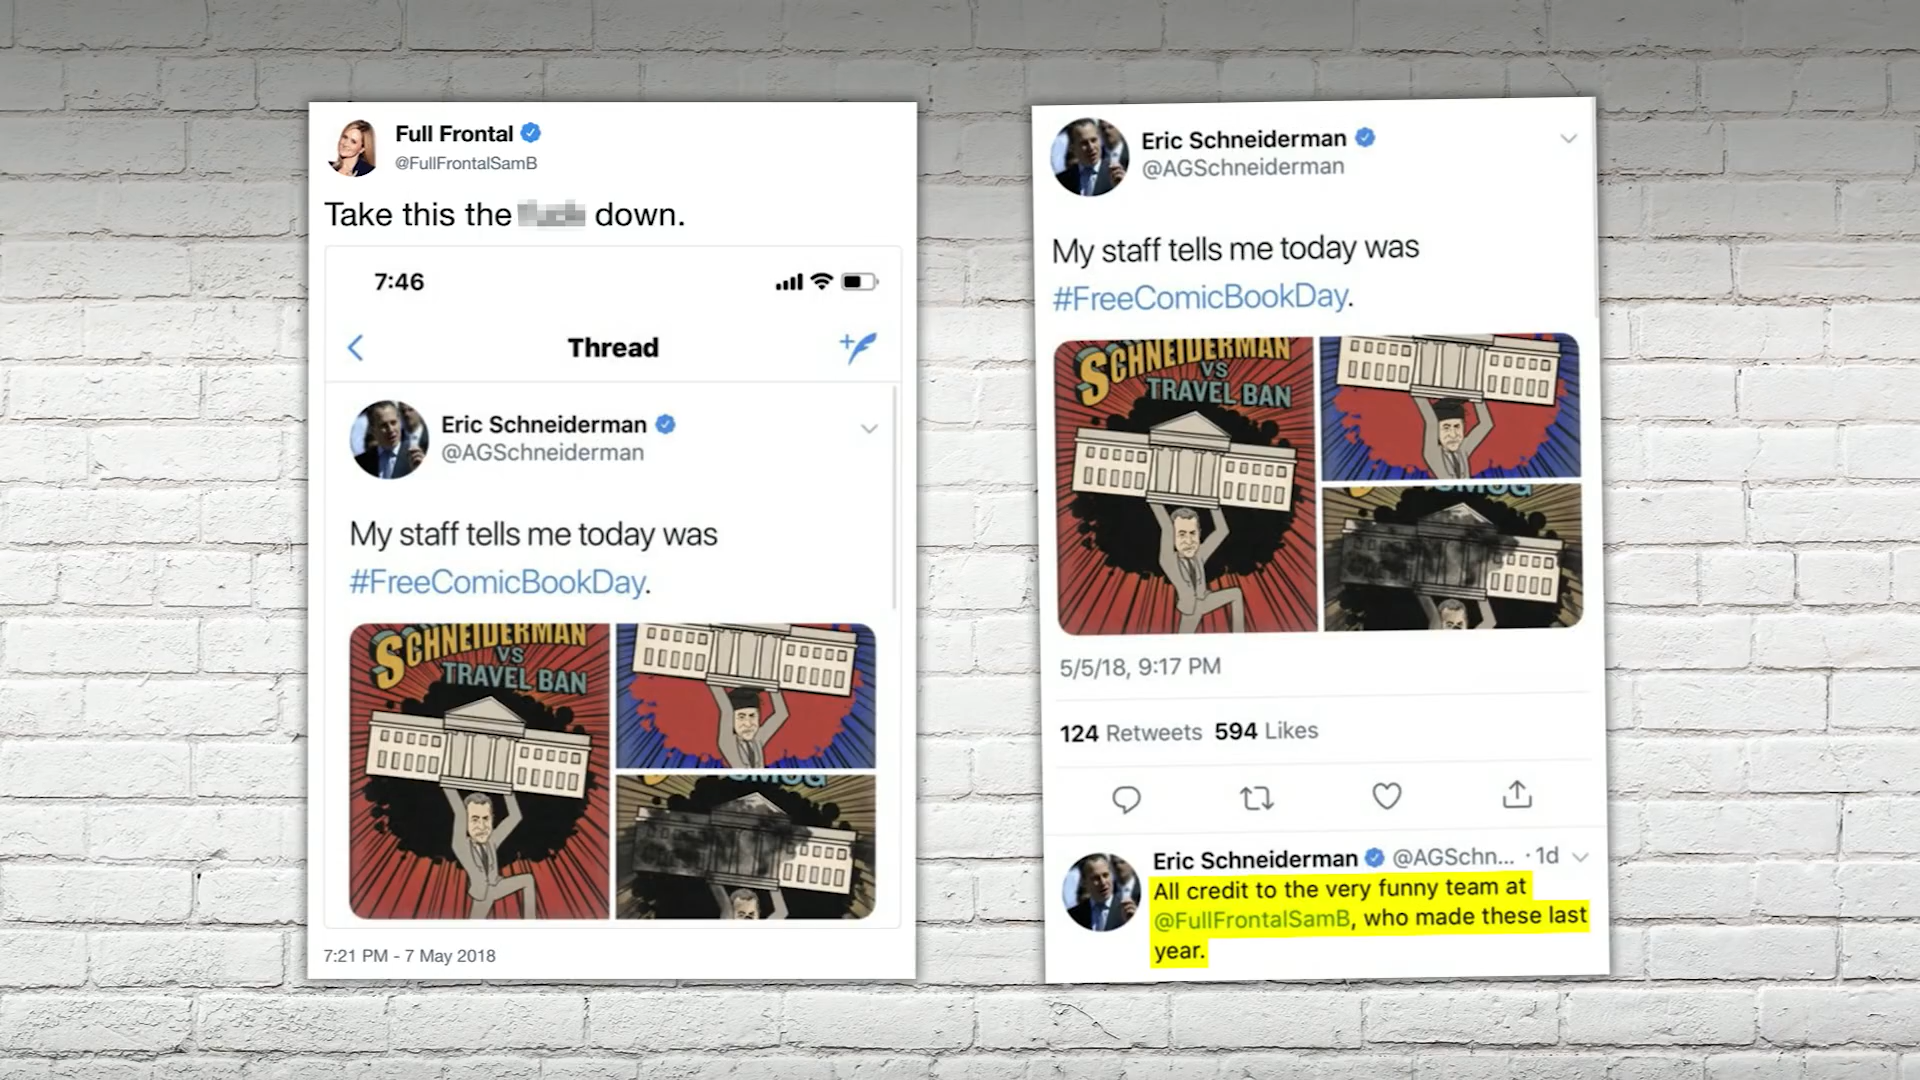 Full Frontal
@FullFrontalSamB
Take this the down.
7:46
Thread
Eric Schneiderman
@AGSchneiderman
My staff tells me today was
#FreeComicBookDay.
SCHNEIDERMAN
VS
TRAVEL BAN
SMUG
7:21 PM - 7 May 2018
Eric Schneiderman
@AGSchneiderman
My staff tells me today was
#FreeComicBookDay.
SCHNEIDERMAN
VS
TRAVEL BAN
SMOG
5/5/18, 9:17 PM
124 Retweets 594 Likes
Eric Schneiderman @AGSchn... · 1d
All credit to the very funny team at
@FullFrontalSamB, who made these last
year.